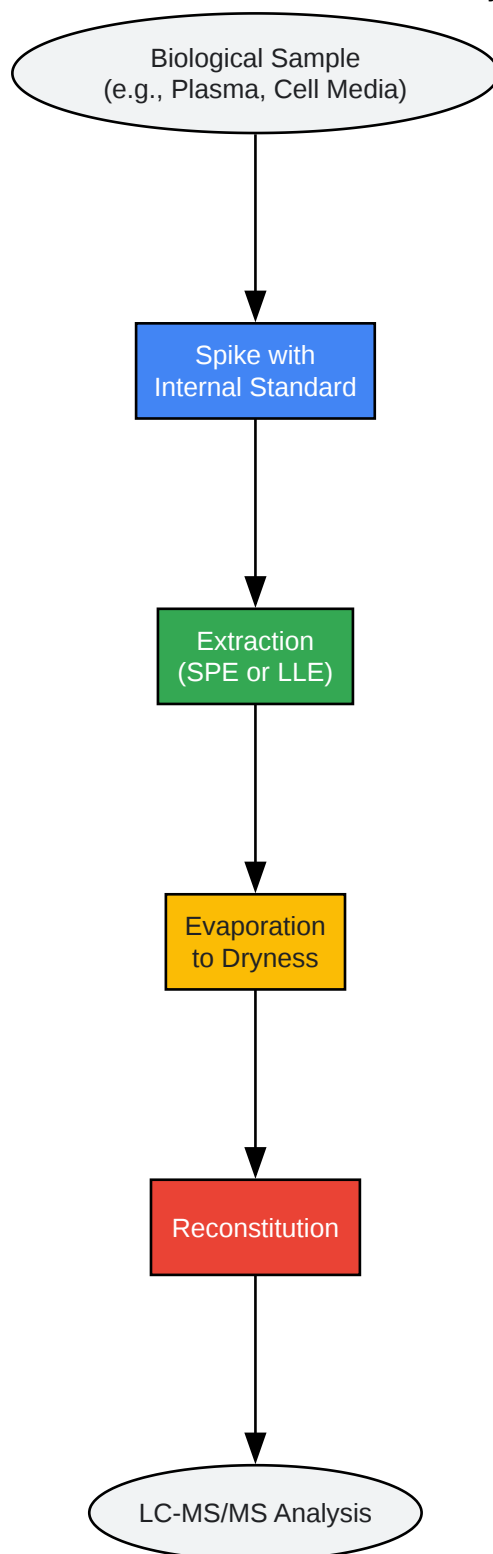 Biological Sample
(e.g., Plasma, Cell Media)
Spike with
Internal Standard
Extraction
(SPE or LLE)
Evaporation
to Dryness
Reconstitution
LC-MS/MS Analysis